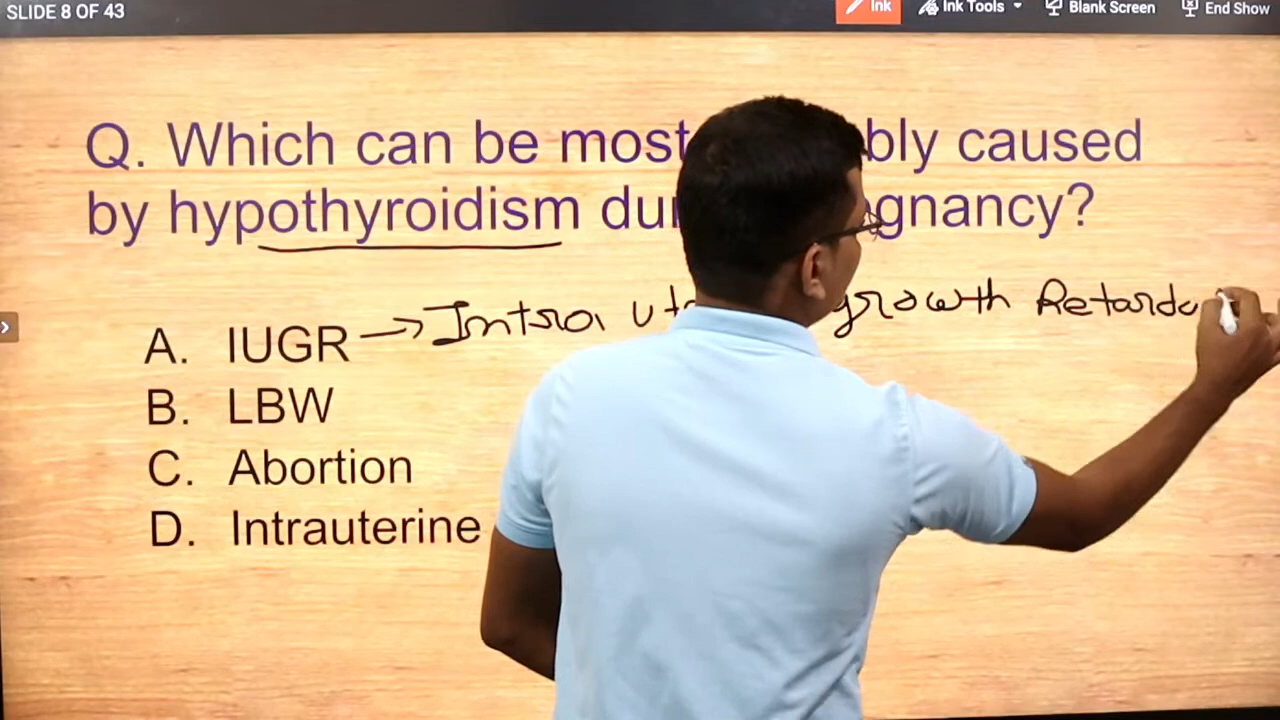 SLIDE 8 OF 43 Ink Ink Tools Blank Screen End Show
Q. Which can be most bly caused
by hypothyroidism du gnancy?
A. IUGR → Intra ut growth Retarda
B. LBW
C. Abortion
D. Intrauterine